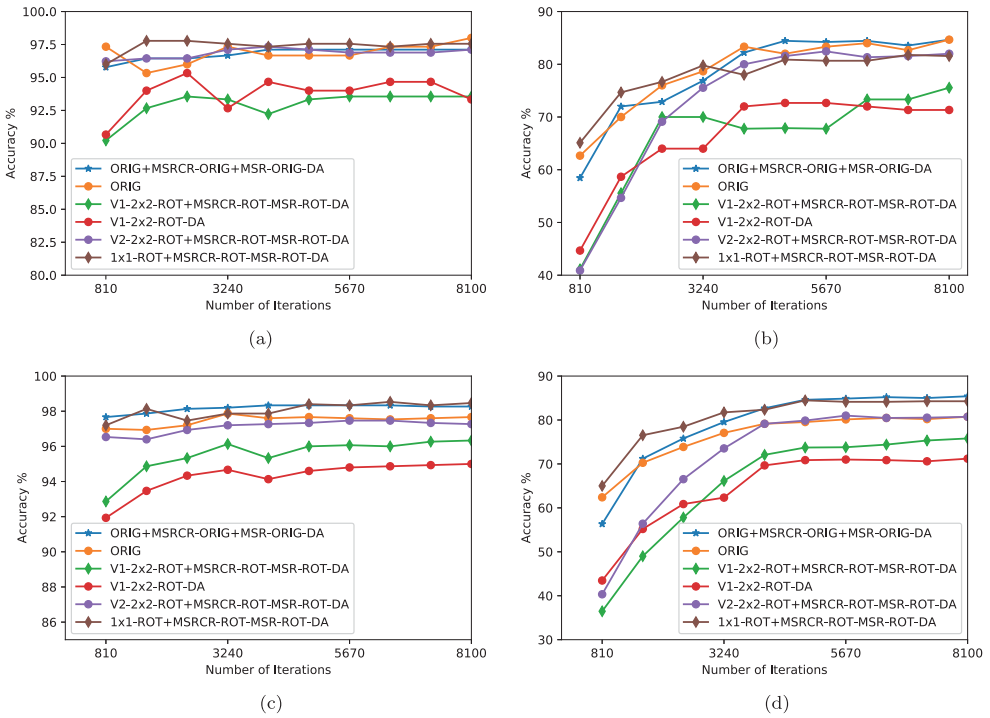 100.0
97.5
95.0
92.5
90.0
87.5
85.0
82.5
80.0
Accuracy %
ORIG+MSRCR-ORIG+MSR-ORIG-DA
ORIG
V1-2x2-ROT+MSRCR-ROT-MSR-ROT-DA
V1-2x2-ROT-DA
V2-2x2-ROT+MSRCR-ROT-MSR-ROT-DA
1x1-ROT+MSRCR-ROT-MSR-ROT-DA
810 3240 5670 8100
Number of Iterations
(a)
90
80
70
60
50
40
Accuracy %
ORIG+MSRCR-ORIG+MSR-ORIG-DA
ORIG
V1-2x2-ROT+MSRCR-ROT-MSR-ROT-DA
V1-2x2-ROT-DA
V2-2x2-ROT+MSRCR-ROT-MSR-ROT-DA
1x1-ROT+MSRCR-ROT-MSR-ROT-DA
810 3240 5670 8100
Number of Iterations
(b)
100
98
96
94
92
90
88
86
Accuracy %
ORIG+MSRCR-ORIG+MSR-ORIG-DA
ORIG
V1-2x2-ROT+MSRCR-ROT-MSR-ROT-DA
V1-2x2-ROT-DA
V2-2x2-ROT+MSRCR-ROT-MSR-ROT-DA
1x1-ROT+MSRCR-ROT-MSR-ROT-DA
810 3240 5670 8100
Number of Iterations
(c)
90
80
70
60
50
40
30
Accuracy %
ORIG+MSRCR-ORIG+MSR-ORIG-DA
ORIG
V1-2x2-ROT+MSRCR-ROT-MSR-ROT-DA
V1-2x2-ROT-DA
V2-2x2-ROT+MSRCR-ROT-MSR-ROT-DA
1x1-ROT+MSRCR-ROT-MSR-ROT-DA
810 3240 5670 8100
Number of Iterations
(d)